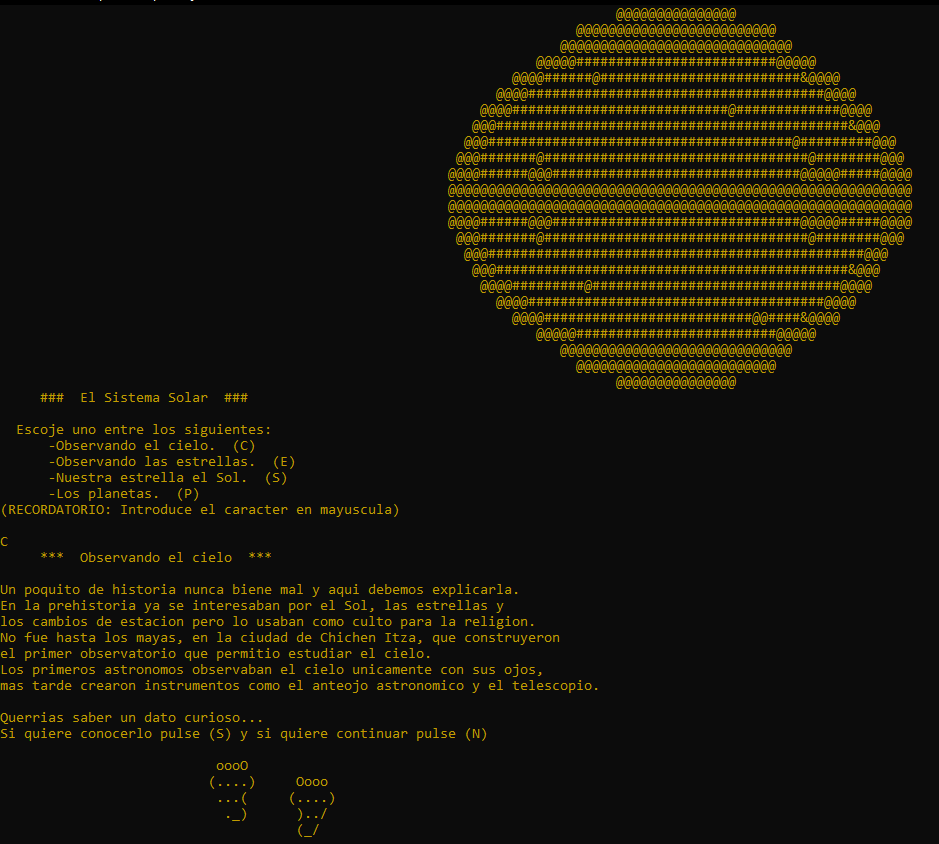 ### El Sistema Solar ###
Escoje uno entre los siguientes:
-Observando el cielo. (C)
-Observando las estrellas. (E)
-Nuestra estrella el Sol. (S)
-Los planetas. (P)
(RECORDATORIO: Introduce el caracter en mayuscula)
C
*** Observando el cielo ***
Un poquito de historia nunca biene mal y aqui debemos explicarla.
En la prehistoria ya se interesaban por el Sol, las estrellas y
los cambios de estacion pero lo usaban como culto para la religion.
No fue hasta los mayas, en la ciudad de Chichen Itza, que construyeron
el primer observatorio que permitio estudiar el cielo.
Los primeros astronomos observaban el cielo unicamente con sus ojos,
mas tarde crearon instrumentos como el anteojo astronomico y el telescopio.
Querrias saber un dato curioso...
Si quiere conocerlo pulse (S) y si quiere continuar pulse (N)